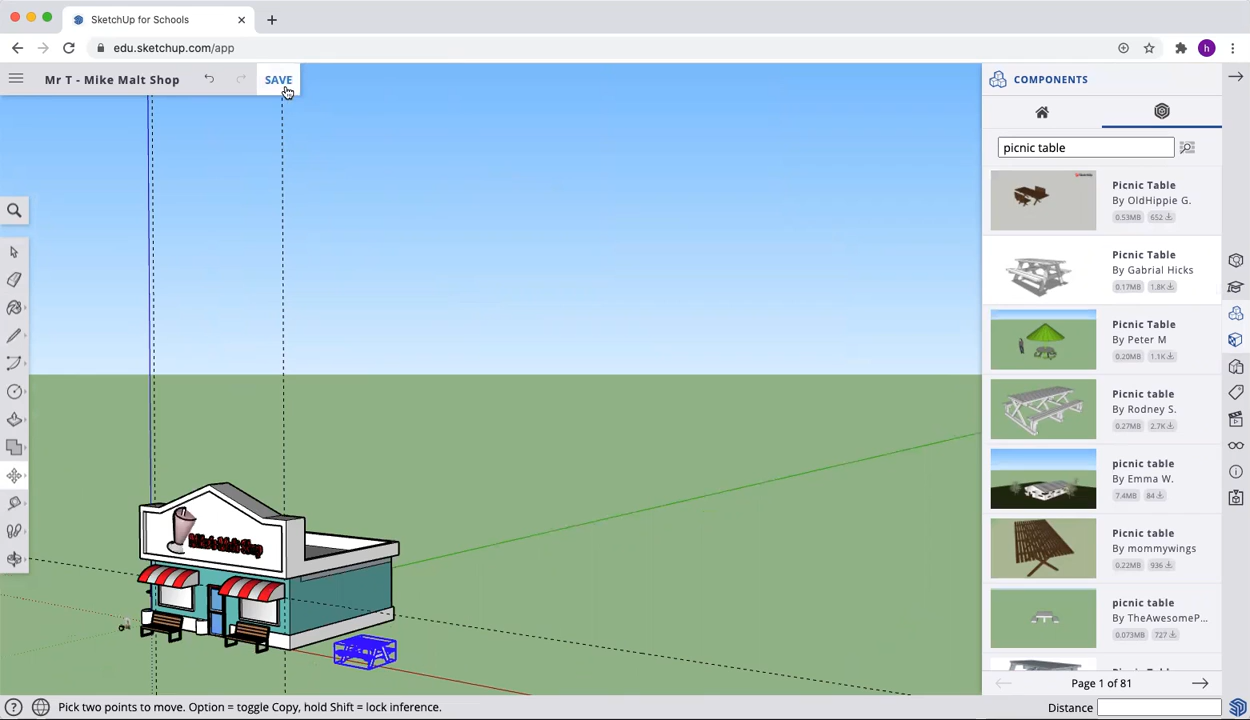 SketchUp for Schools
edu.sketchup.com/app
h
Mr T - Mike Malt Shop
SAVE
COMPONENTS
picnic table
Picnic Table
By OldHippie G.
0.53MB 652
Picnic Table
By Gabrial Hicks
0.17MB 1.8K
Picnic Table
By Peter M
0.20MB 1.1K
Picnic table
By Rodney S.
0.27MB 2.7K
picnic table
By Emma W.
7.4MB 84
Picnic table
By mommywings
0.22MB 936
picnic table
By TheAwesomeP...
0.073MB 727
Page 1 of 81
Mike's Malt Shop
Pick two points to move. Option = toggle Copy, hold Shift = lock inference.
Distance